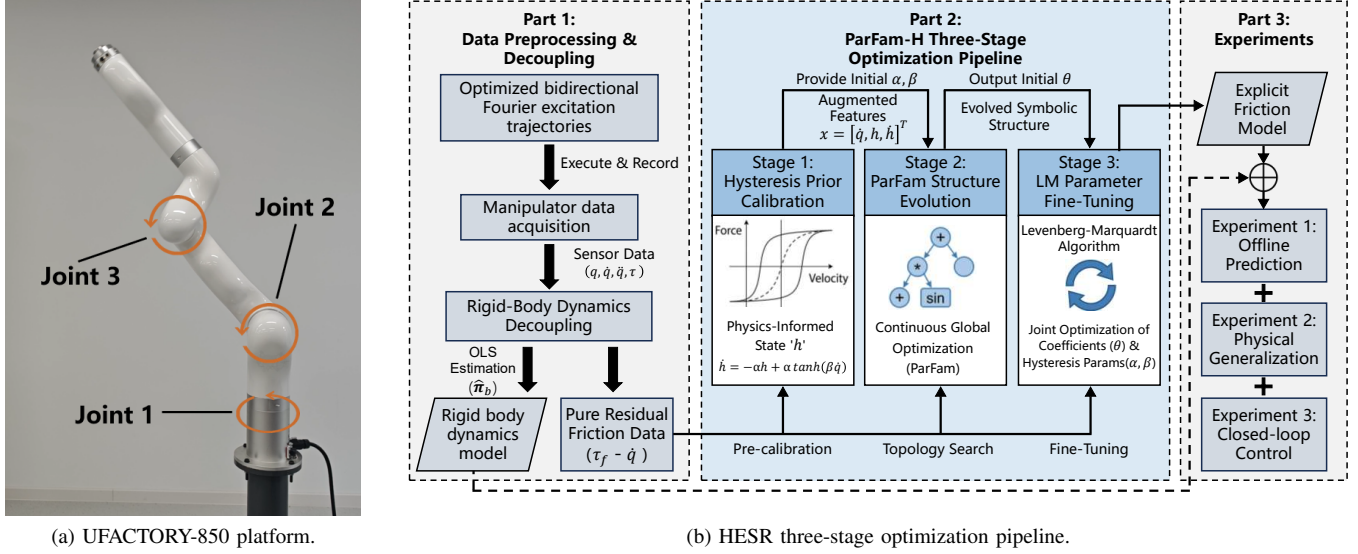 Joint 2
Joint 3
Joint 1
(a) UFACTORY-850 platform.
Part 1:
Data Preprocessing &
Decoupling
Optimized bidirectional
Fourier excitation
trajectories
Execute & Record
Manipulator data
acquisition
Sensor Data
(q, q̇, q̈, τ)
Rigid-Body Dynamics
Decoupling
OLS
Estimation
(π̂_b)
Rigid body
dynamics
model
Pure Residual
Friction Data
(τ_f - q̇ )
Part 2:
ParFam-H Three-Stage
Optimization Pipeline
Provide Initial α, β
Augmented
Features
x = [q̇, h, ḣ]^T
Output Initial θ
Evolved Symbolic
Structure
Stage 1:
Hysteresis Prior
Calibration
Force
Velocity
Physics-Informed
State 'h'
ḣ = −αh + α tanh(βq̇)
Stage 2:
ParFam Structure
Evolution
+
*
+
sin
Continuous Global
Optimization
(ParFam)
Stage 3:
LM Parameter
Fine-Tuning
Levenberg-Marquardt
Algorithm
Joint Optimization of
Coefficients (θ) &
Hysteresis Params(α, β)
Pre-calibration
Topology Search
Fine-Tuning
Part 3:
Experiments
Explicit
Friction
Model
Experiment 1:
Offline
Prediction
+
Experiment 2:
Physical
Generalization
+
Experiment 3:
Closed-loop
Control
(b) HESR three-stage optimization pipeline.